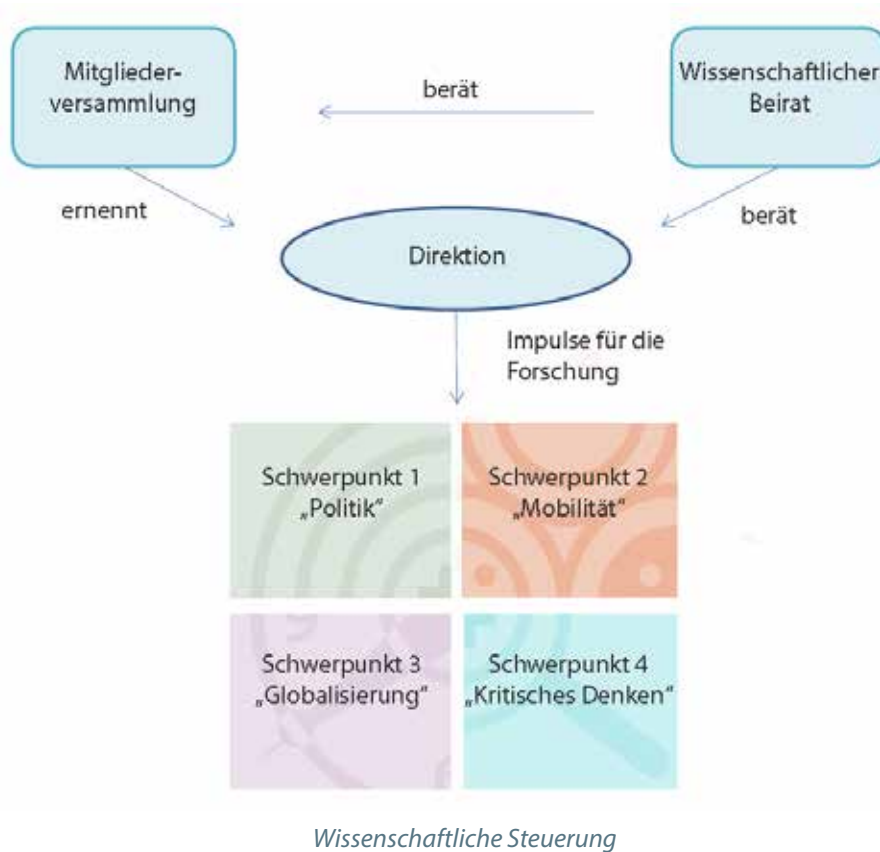 Mitglieder-
versammlung
berät
Wissenschaftlicher
Beirat
ernennt
berät
Direktion
Impulse für die
Forschung
Schwerpunkt 1
„Politik“
Schwerpunkt 2
„Mobilität“
Schwerpunkt 3
„Globalisierung“
Schwerpunkt 4
„Kritisches Denken“
Wissenschaftliche Steuerung